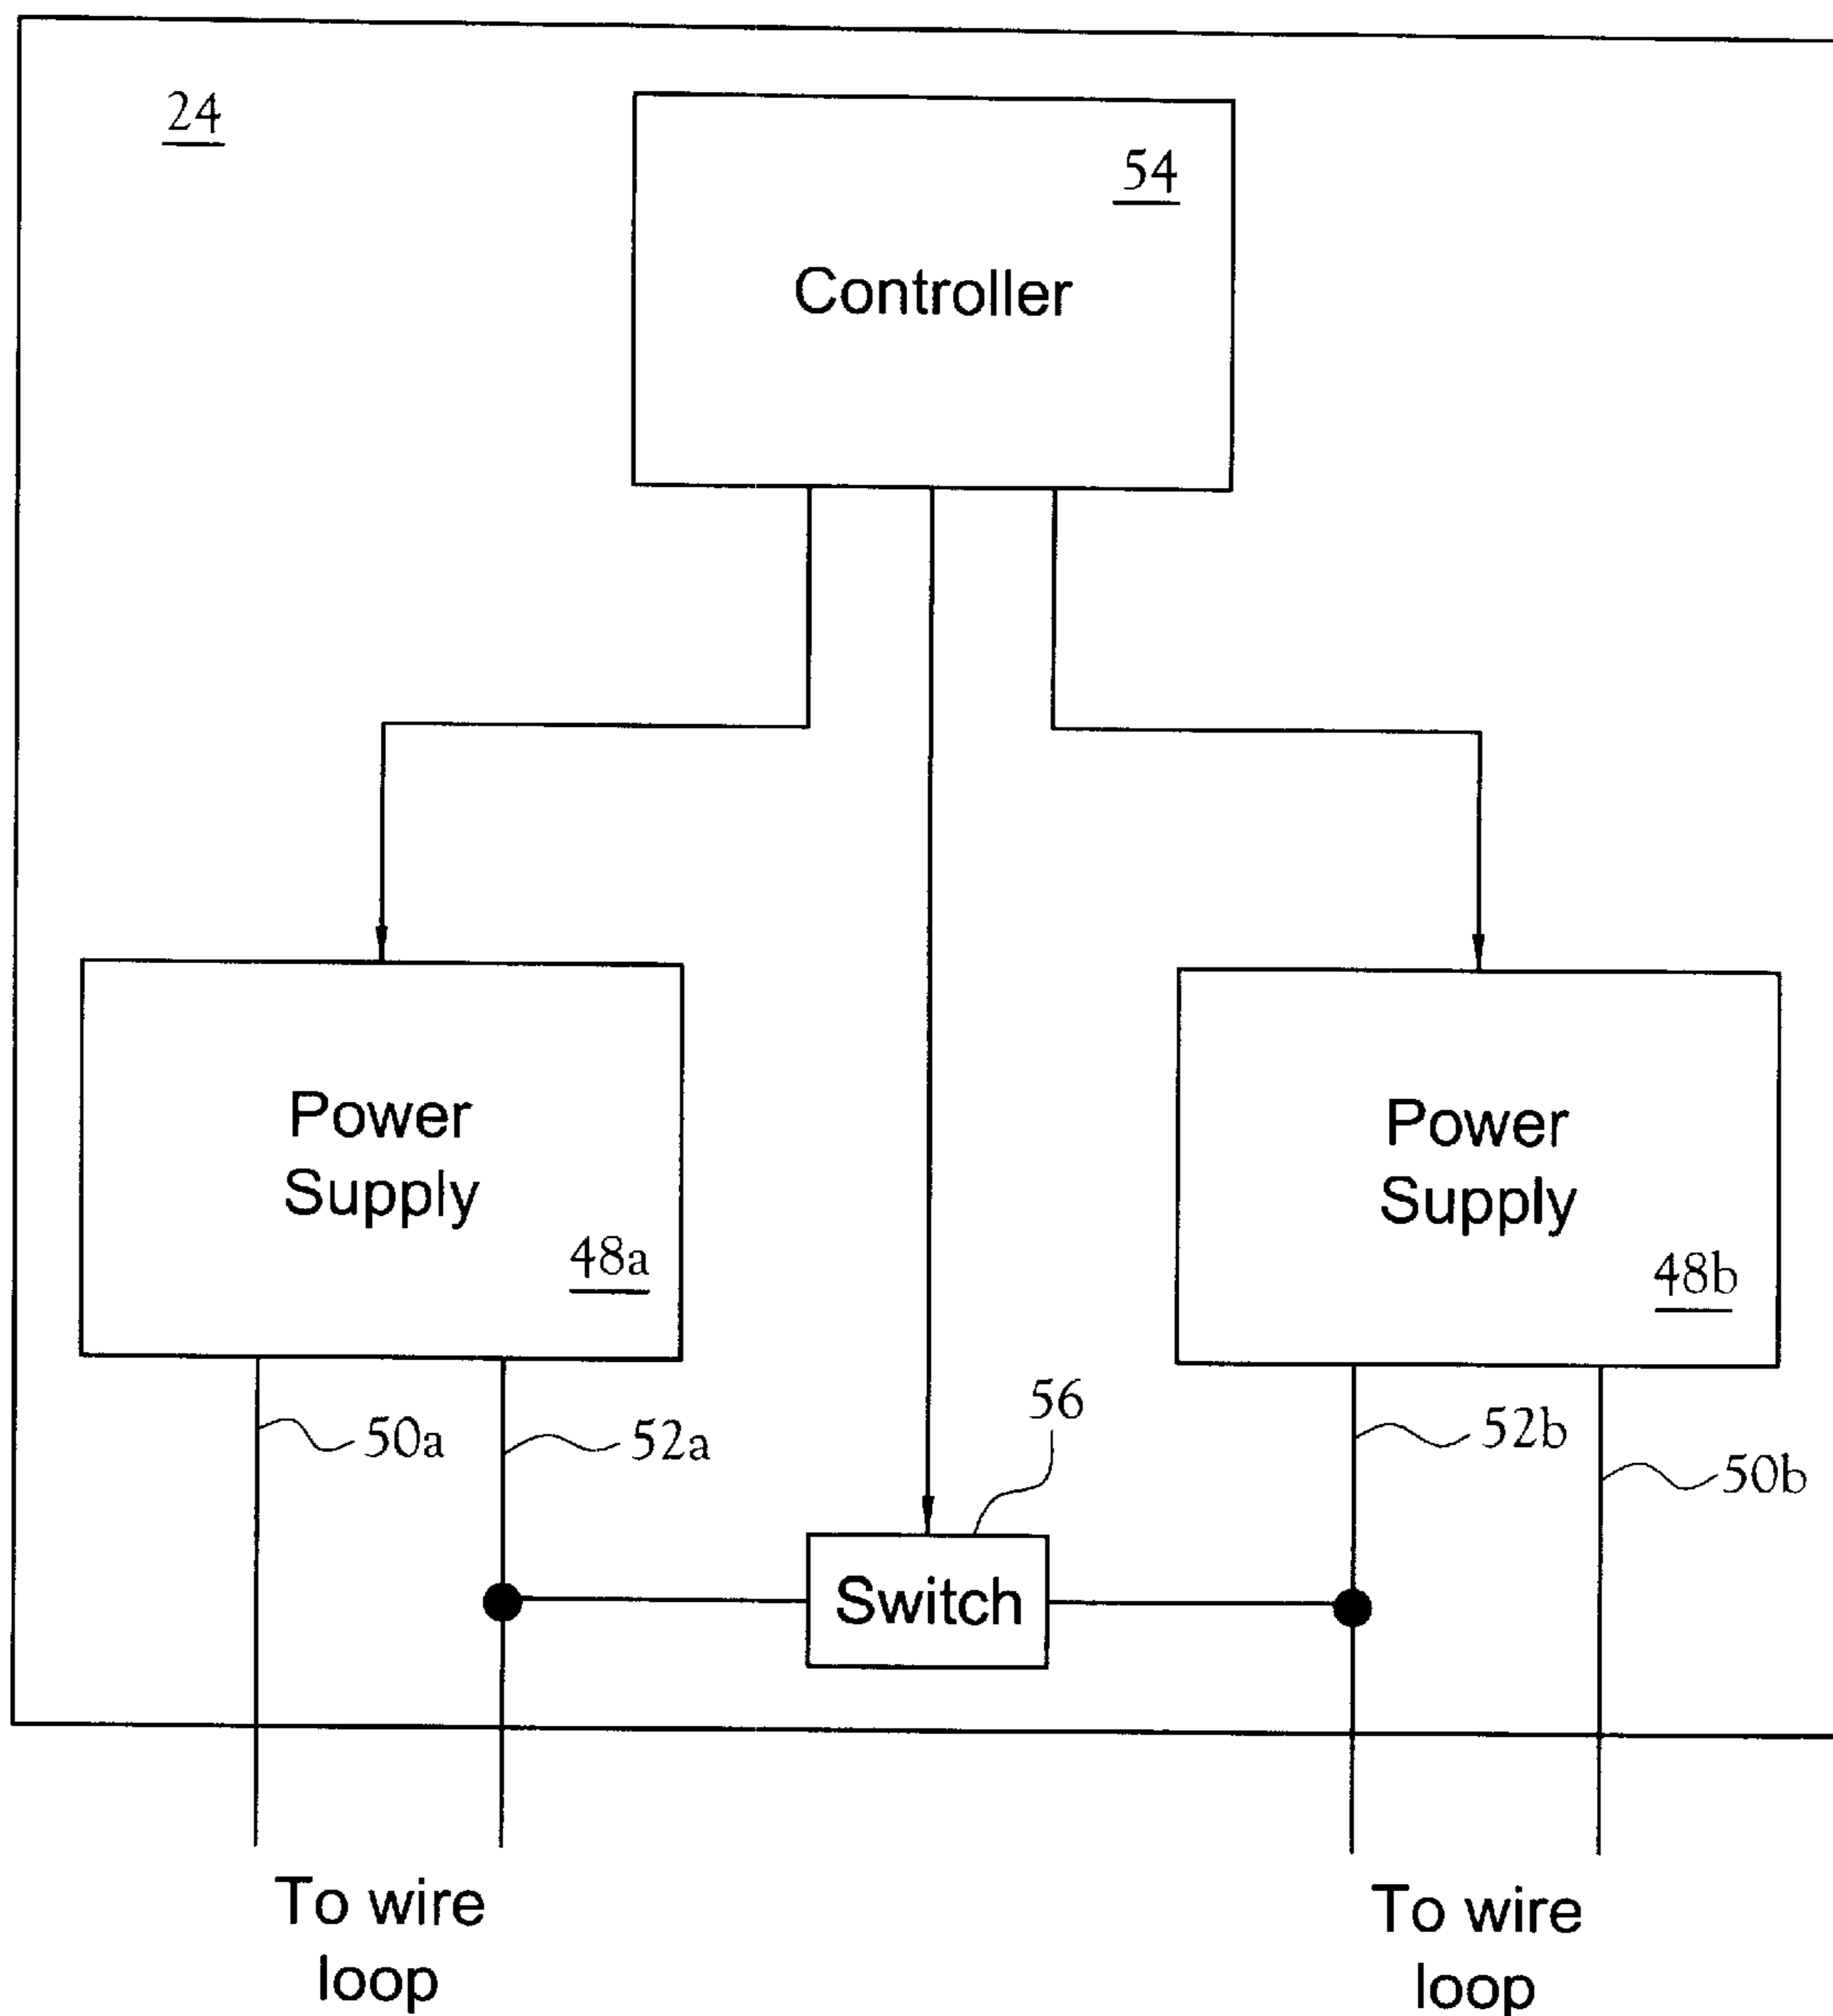 24
54
Controller
Power
Supply
48a
Power
Supply
48b
50a
52a
56
52b
50b
Switch
To wire
loop
To wire
loop